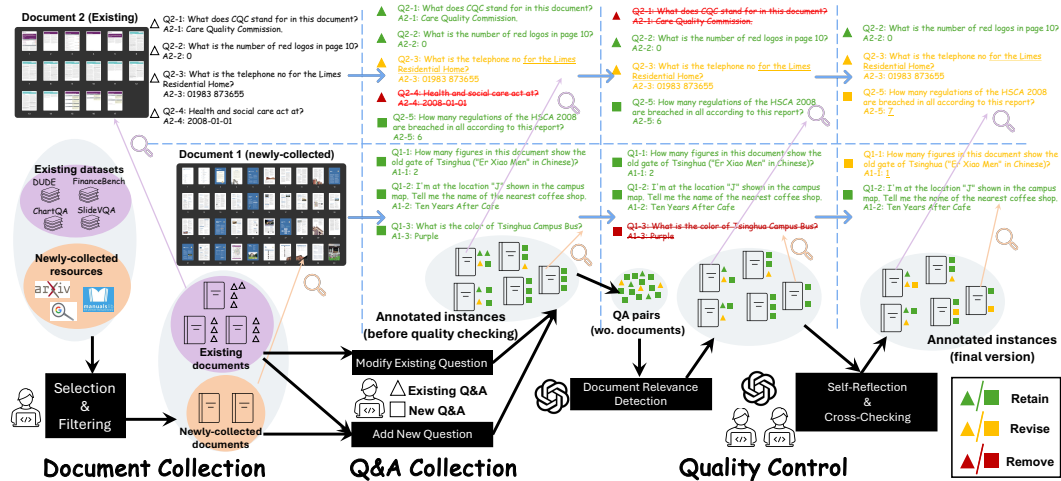 Document 2 (Existing)
Q2-1: What does CQC stand for in this document?
A2-1: Care Quality Commission.
Q2-2: What is the number of red logos in page 10?
A2-2: 0
Q2-3: What is the telephone no for the Limes
Residential Home?
A2-3: 01983 873655
Q2-4: Health and social care act at?
A2-4: 2008-01-01
Q2-1: What does CQC stand for in this document?
A2-1: Care Quality Commission.
Q2-2: What is the number of red logos in page 10?
A2-2: 0
Q2-3: What is the telephone no for the Limes
Residential Home?
A2-3: 01983 873655
Q2-4: Health and social care act at?
A2-4: 2008-01-01
Q2-5: How many regulations of the HSCA 2008
are breached in all according to this report?
A2-5: 6
Q2-1: What does CQC stand for in this document?
A2-1: Care Quality Commission.
Q2-2: What is the number of red logos in page 10?
A2-2: 0
Q2-3: What is the telephone no for the Limes
Residential Home?
A2-3: 01983 873655
Q2-5: How many regulations of the HSCA 2008
are breached in all according to this report?
A2-5: 6
Q2-2: What is the number of red logos in page 10?
A2-2: 0
Q2-3: What is the telephone no for the Limes
Residential Home?
A2-3: 01983 873655
Q2-5: How many regulations of the HSCA 2008
are breached in all according to this report?
A2-5: 7
Document 1 (newly-collected)
Q1-1: How many figures in this document show the
old gate of Tsinghua ("Er Xiao Men" in Chinese)?
A1-1: 2
Q1-2: I'm at the location "J" shown in the campus
map. Tell me the name of the nearest coffee shop.
A1-2: Ten Years After Cafe
Q1-3: What is the color of Tsinghua Campus Bus?
A1-3: Purple
Q1-1: How many figures in this document show the
old gate of Tsinghua ("Er Xiao Men" in Chinese)?
A1-1: 2
Q1-2: I'm at the location "J" shown in the campus
map. Tell me the name of the nearest coffee shop.
A1-2: Ten Years After Cafe
Q1-3: What is the color of Tsinghua Campus Bus?
A1-3: Purple
Q1-1: How many figures in this document show the
old gate of Tsinghua ("Er Xiao Men" in Chinese)?
A1-1: 1
Q1-2: I'm at the location "J" shown in the campus
map. Tell me the name of the nearest coffee shop.
A1-2: Ten Years After Cafe
Existing datasets
DUDE
FinanceBench
ChartQA
SlideVQA
Newly-collected
resources
arXiv
manuals
G
Existing
documents
Newly-collected
documents
Selection
&
Filtering
Annotated instances
(before quality checking)
Modify Existing Question
Existing Q&A
New Q&A
Add New Question
QA pairs
(wo. documents)
Document Relevance
Detection
Self-Reflection
&
Cross-Checking
Annotated instances
(final version)
Retain
Revise
Remove
Document Collection
Q&A Collection
Quality Control